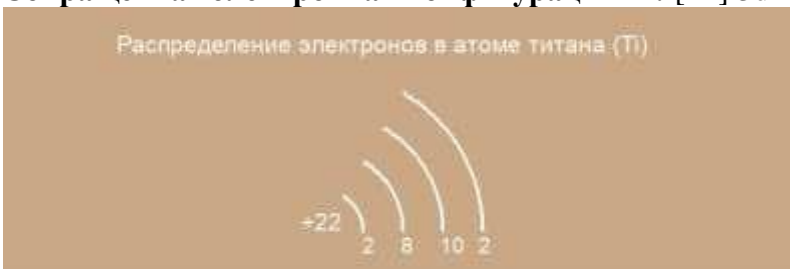 Распределение электронов в атоме титана (Ti)
+22
2 8 10 2